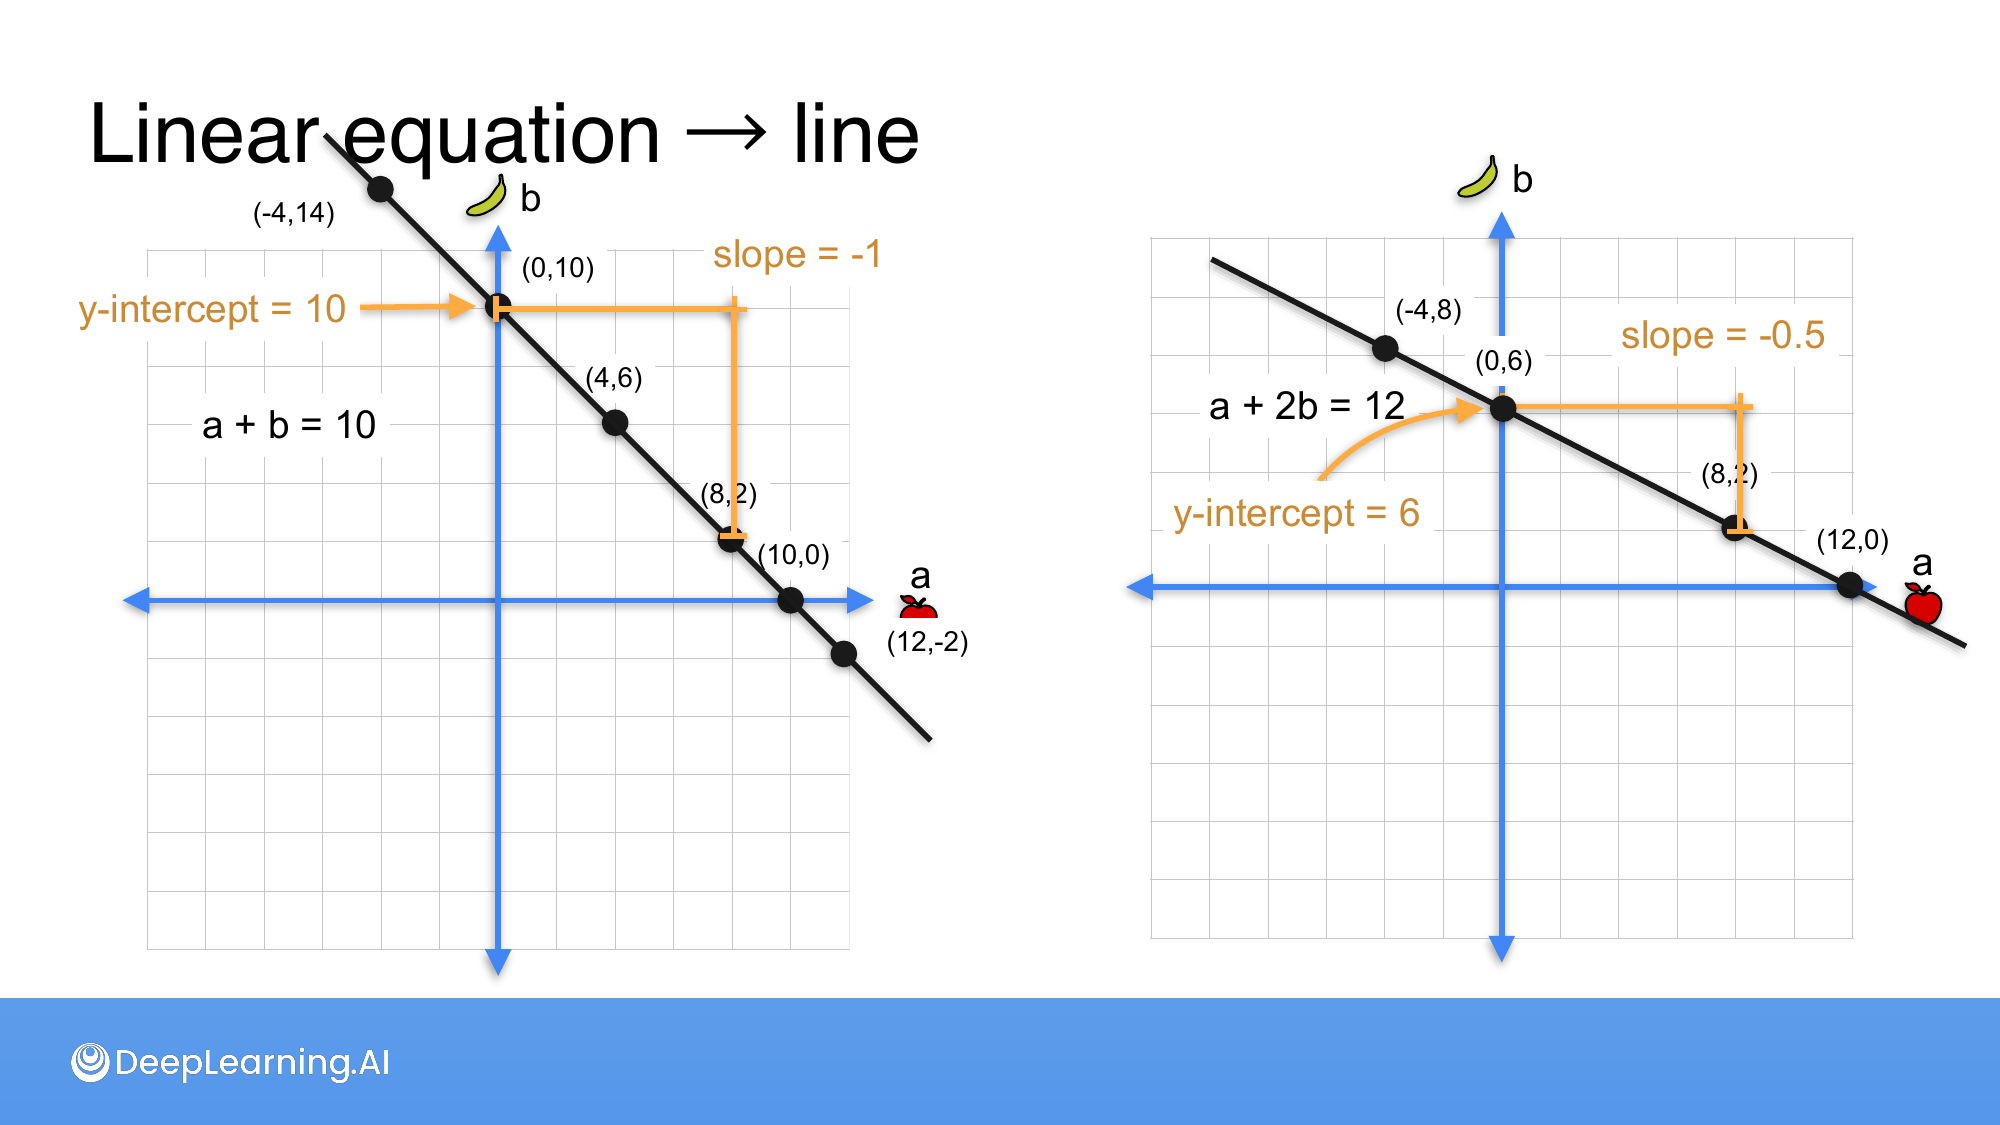 Linear equation → line
b
(-4,14)
(0,10)
slope = -1
y-intercept = 10
(4,6)
a + b = 10
(8,2)
(10,0)
a
(12,-2)
b
(-4,8)
slope = -0.5
(0,6)
a + 2b = 12
(8,2)
y-intercept = 6
(12,0)
a
DeepLearning.AI